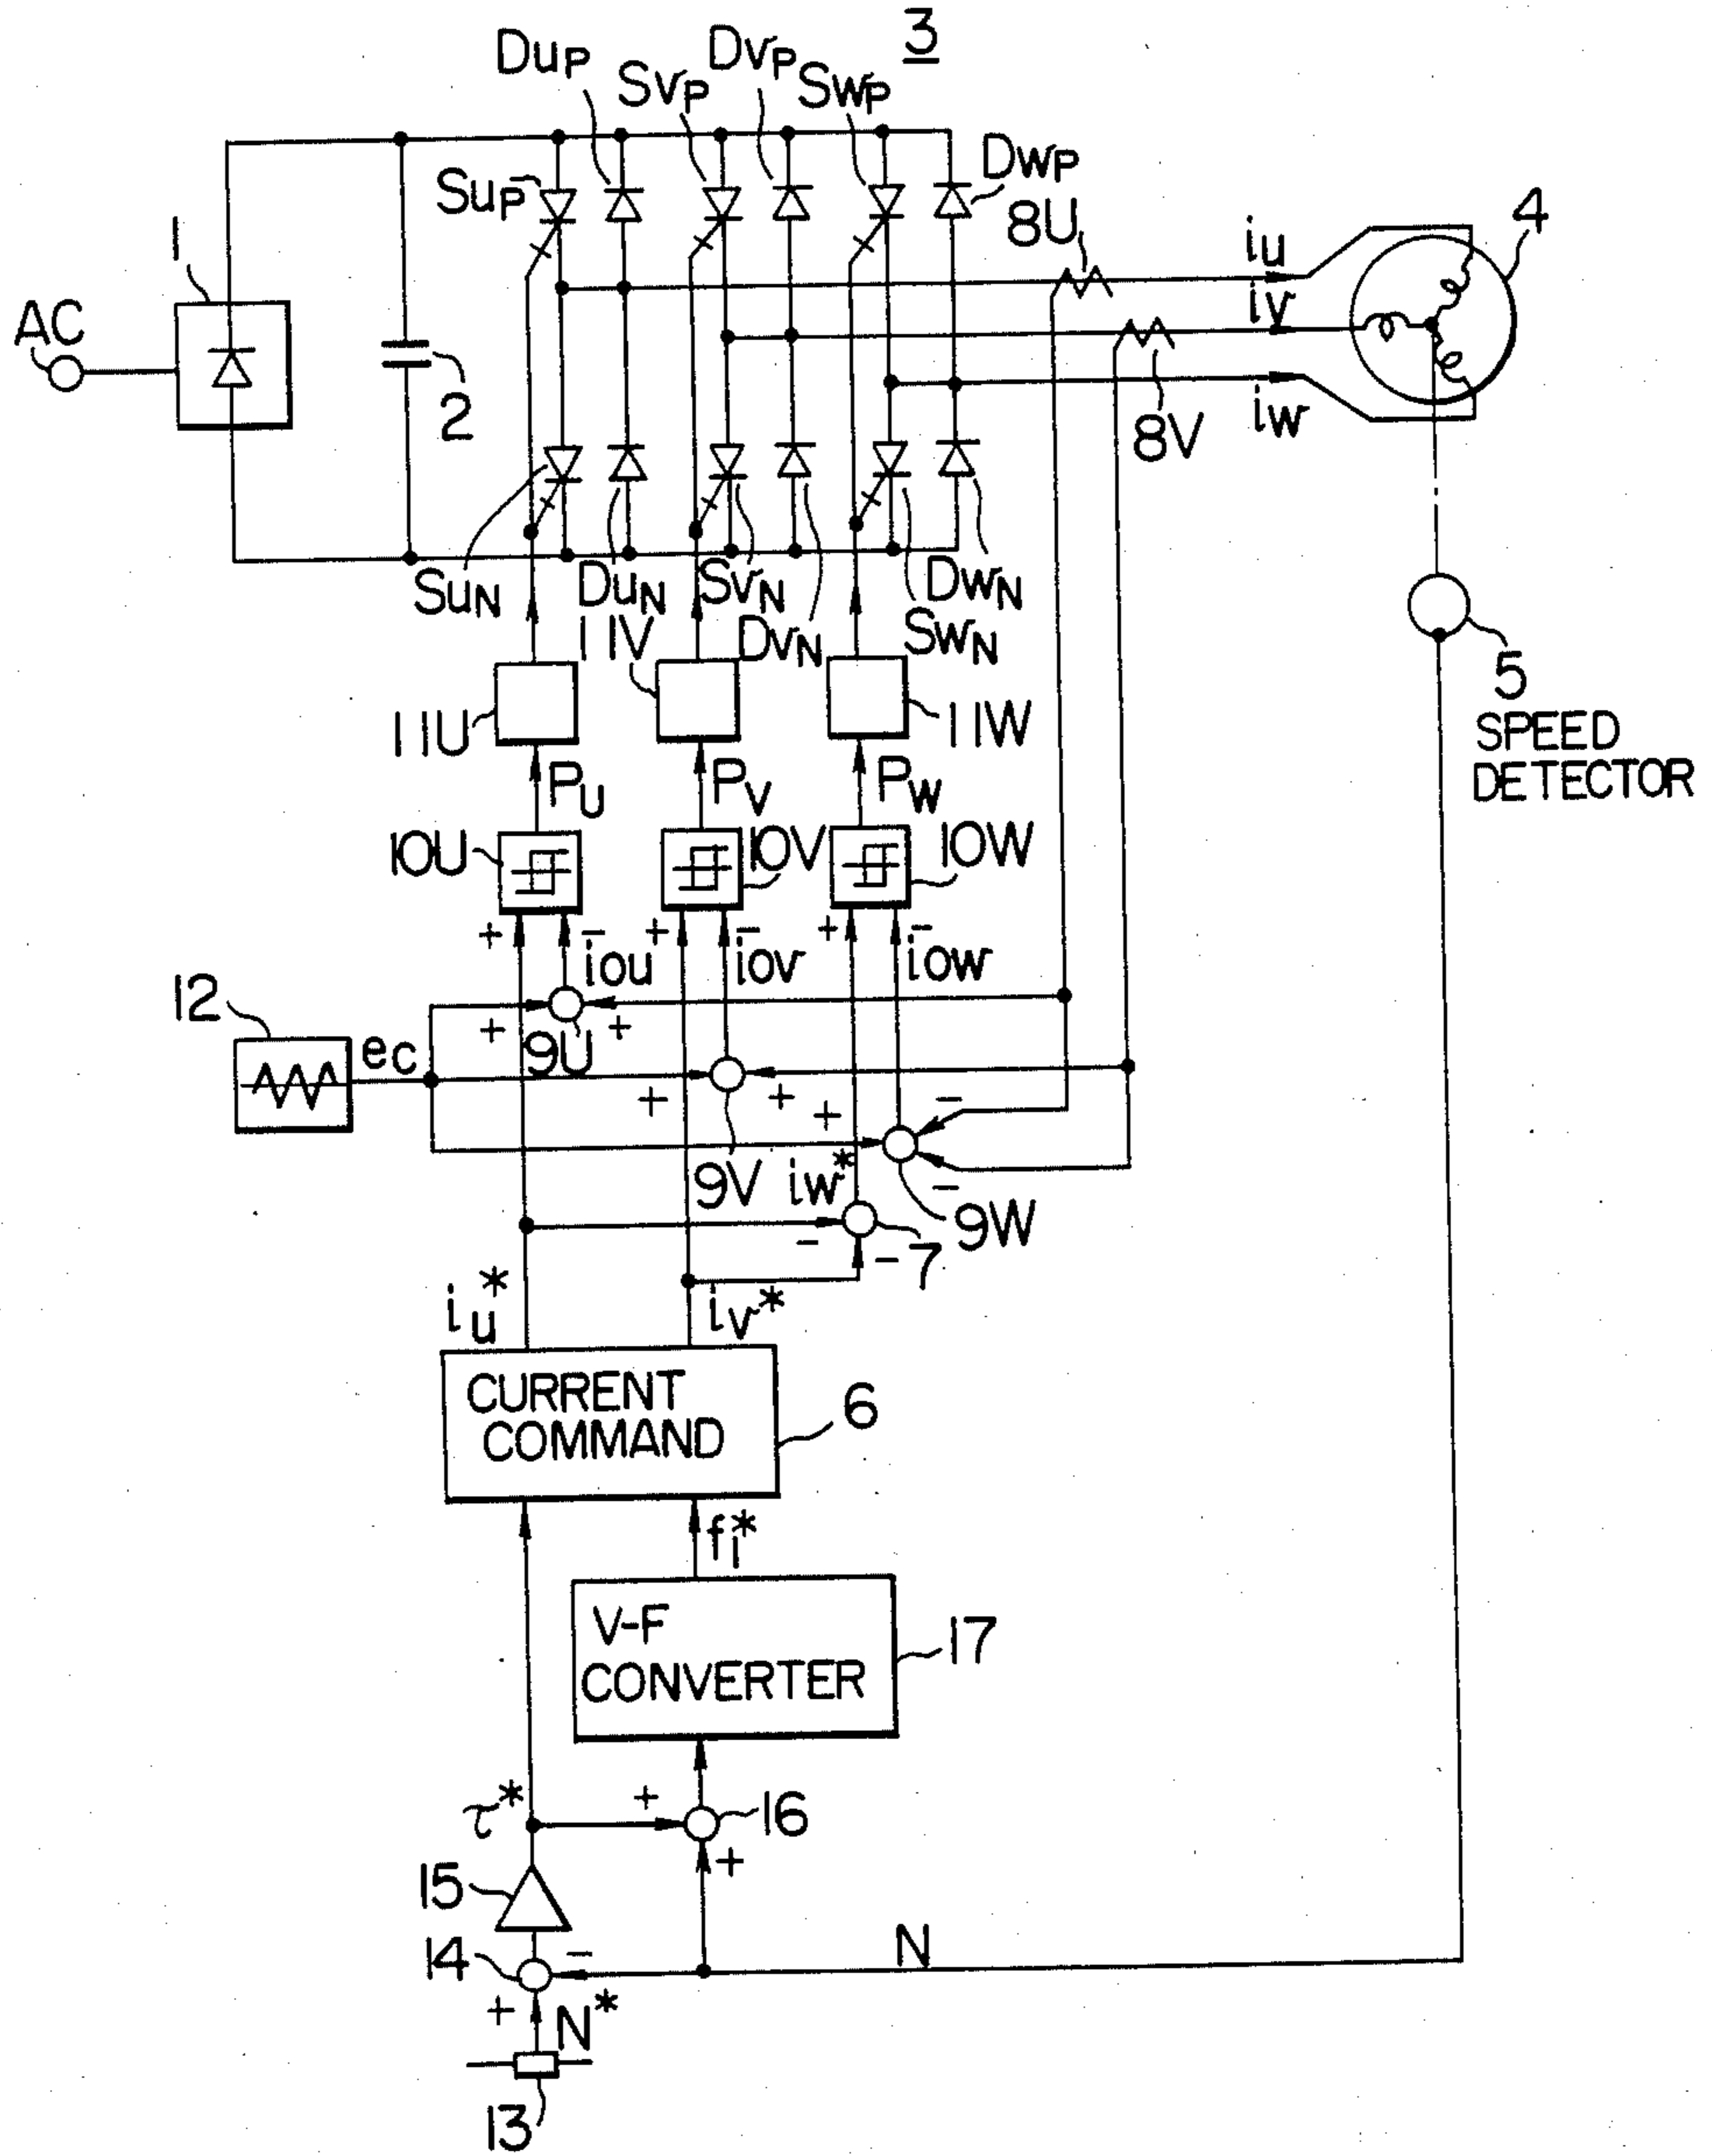 3
DuP
SvP
DvP
SwP
DwP
SuP
8U
iu
4
1
AC
iv
2
iw
8V
SuN
DuN
SvN
DvN
SwN
DwN
5
SPEED
DETECTOR
11U
11V
11W
PU
PV
PW
10U
10V
10W
+
-
+
-
+
-
iou
iov
iow
12
ec
+
9U
+
+
+
+
-
-
9V
iw*
9W
-
-
7
iu*
iv*
CURRENT
COMMAND
6
f1*
V-F
CONVERTER
17
τ*
+
16
+
15
14
-
N
+
N*
13